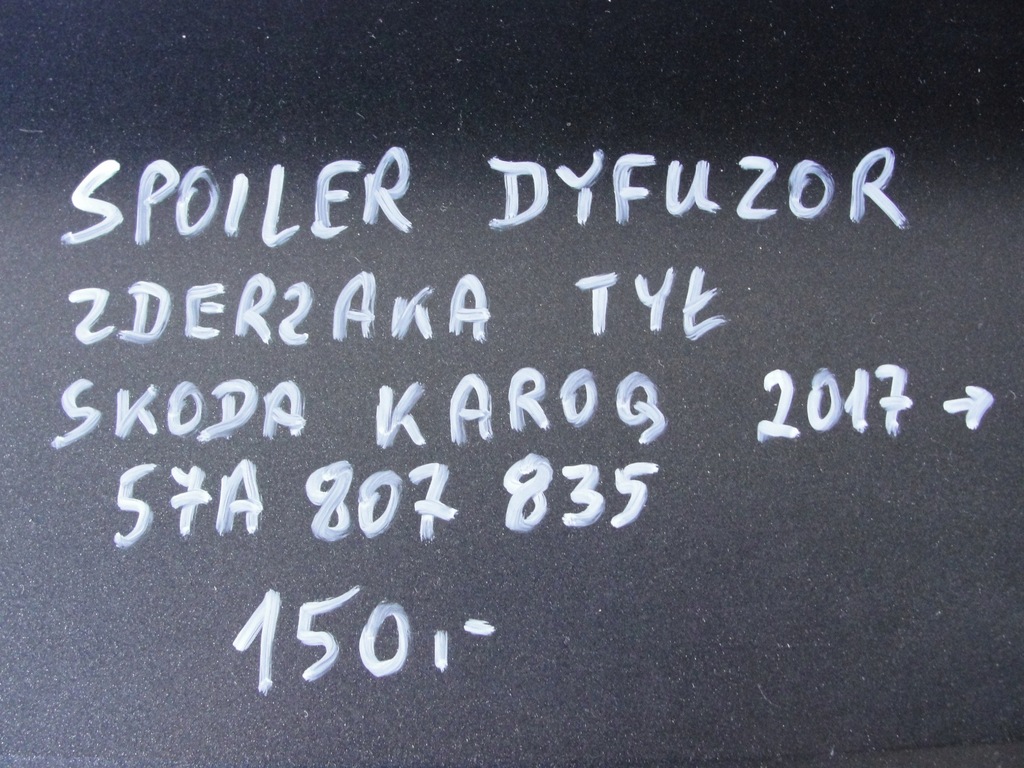 SPOILER DYFUZOR
ZDERZAKA TYŁ
SKODA KAROQ 2017 →
57A 807 835
150,-